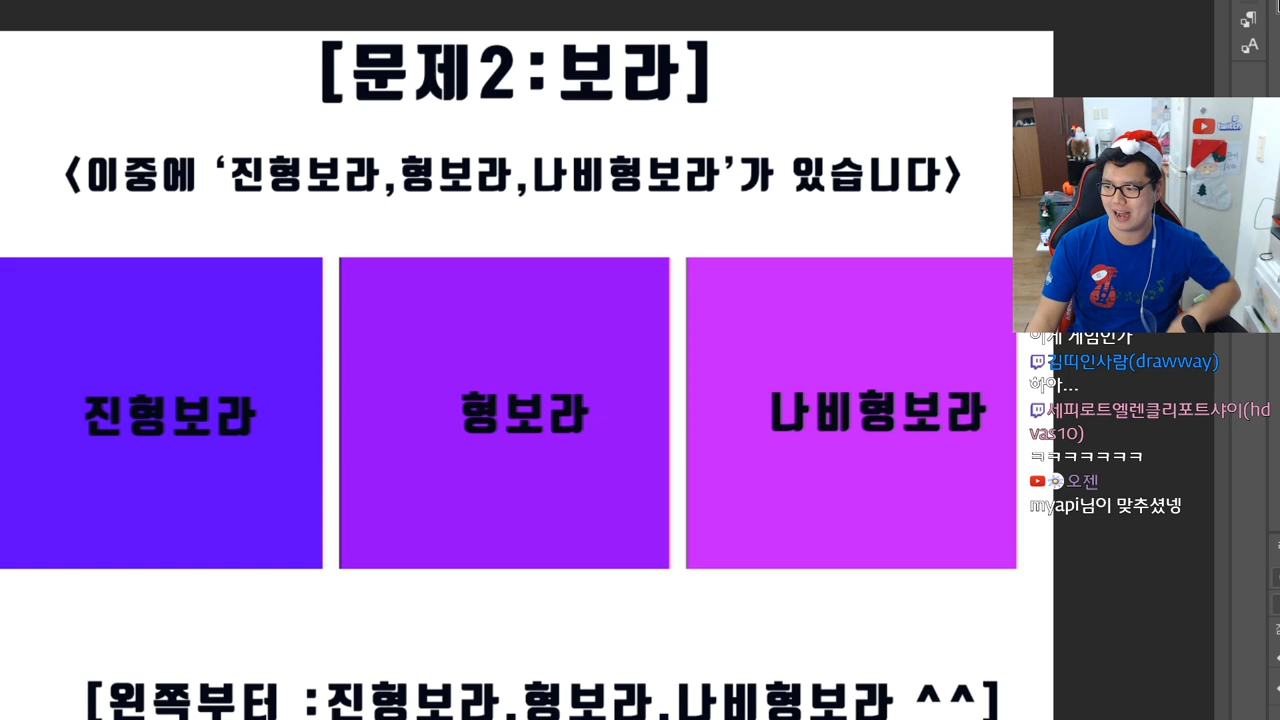 [문제2:보라]
<이중에 ‘진형보라,형보라,나비형보라’가 있습니다>
진형보라
형보라
나비형보라
[왼쪽부터 :진형보라,형보라,나비형보라 ^^]
이게 게임인가
김띠인사람(drawway)
하아...
세피로트엘렌클리포트샤이(hd
vas10)
ㅋㅋㅋㅋㅋㅋㅋ
오젠
myapi님이 맞추셨넹